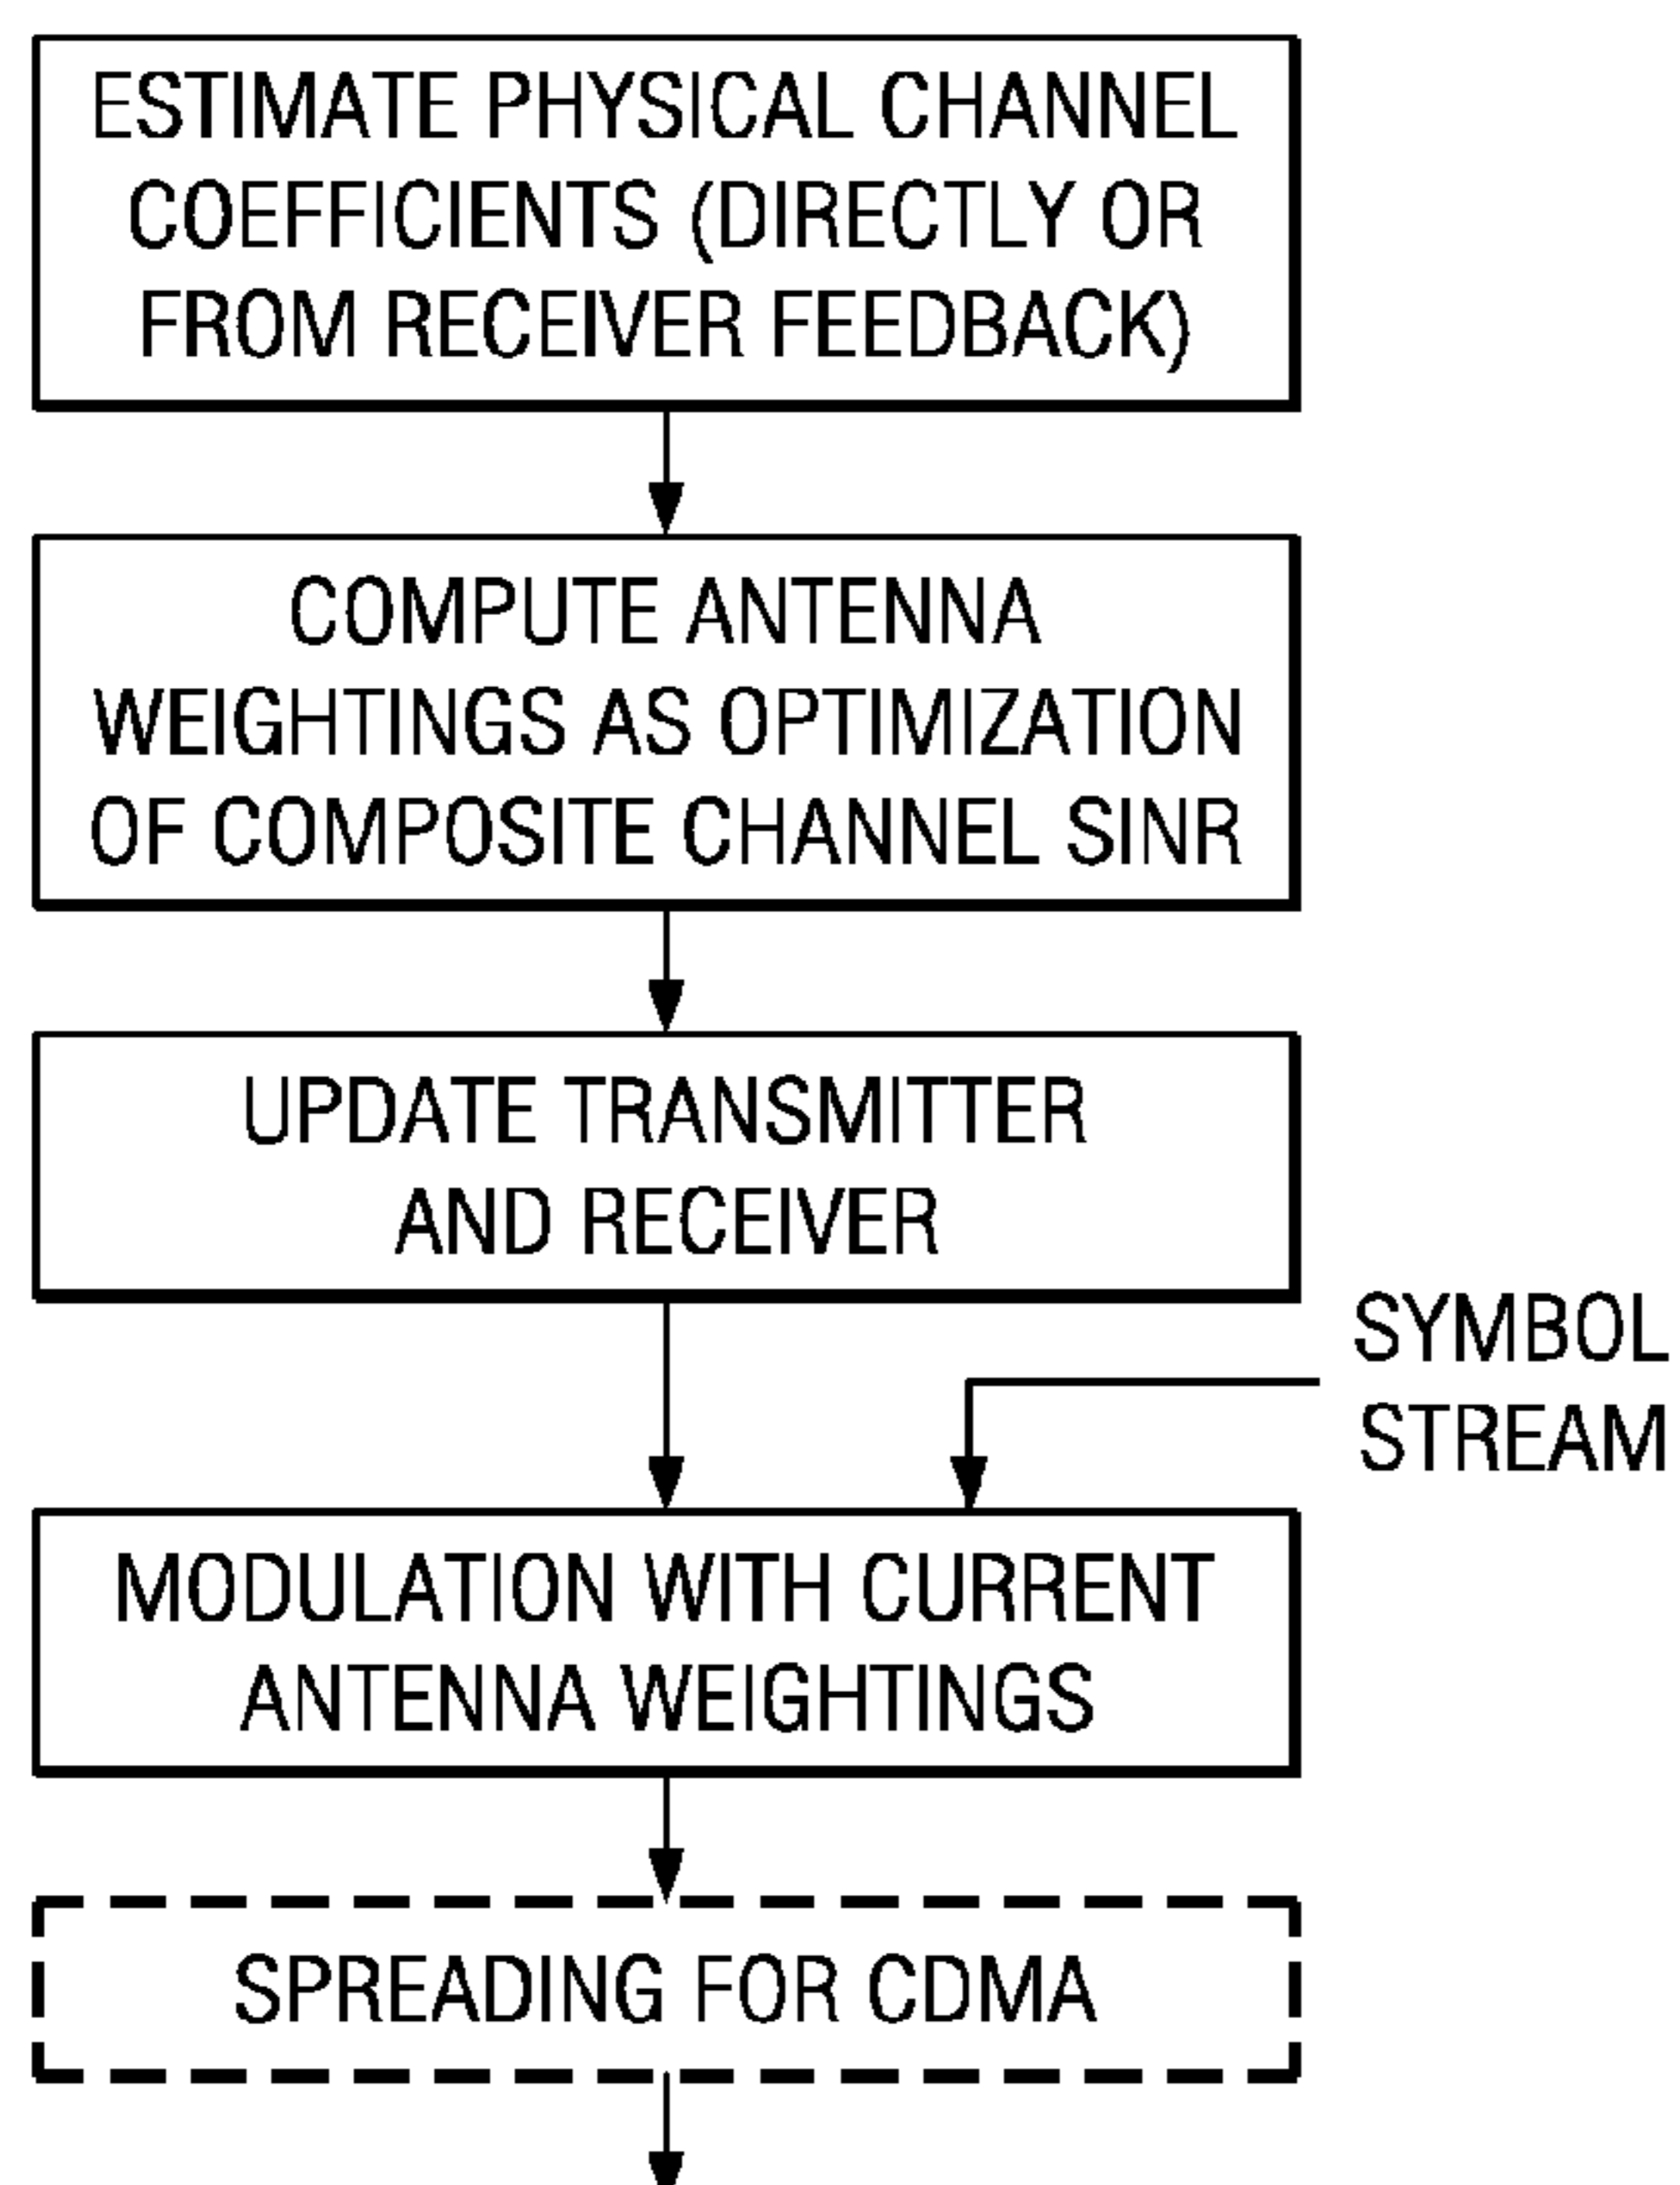 ESTIMATE PHYSICAL CHANNEL
COEFFICIENTS (DIRECTLY OR
FROM RECEIVER FEEDBACK)
COMPUTE ANTENNA
WEIGHTINGS AS OPTIMIZATION
OF COMPOSITE CHANNEL SINR
UPDATE TRANSMITTER
AND RECEIVER
SYMBOL
STREAM
MODULATION WITH CURRENT
ANTENNA WEIGHTINGS
SPREADING FOR CDMA